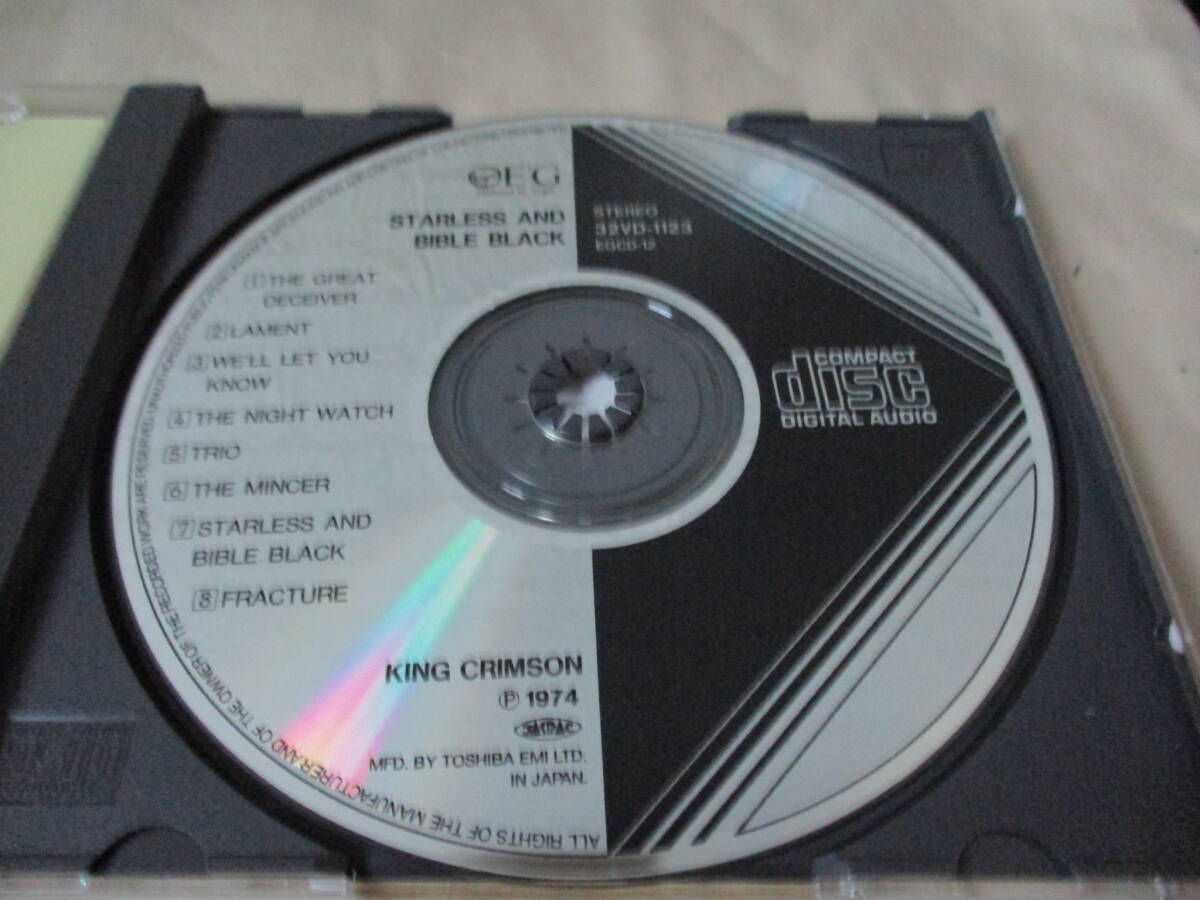 EG
STARLESS AND
BIBLE BLACK
STEREO
32VD-1123
EGCD-12
1 THE GREAT
DECEIVER
2 LAMENT
3 WE'LL LET YOU
KNOW
4 THE NIGHT WATCH
5 TRIO
6 THE MINCER
7 STARLESS AND
BIBLE BLACK
8 FRACTURE
COMPACT
disc
DIGITAL AUDIO
KING CRIMSON
℗ 1974
JASRAC
MFD. BY TOSHIBA EMI LTD.
IN JAPAN.
ALL RIGHTS OF THE MANUFACTURER AND OF THE OWNER OF THE RECORDED WORK ARE RESERVED